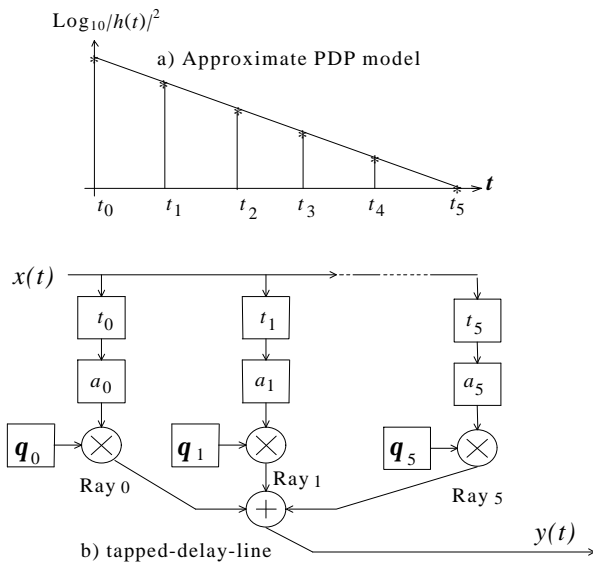 Log10/h(t)/2
a) Approximate PDP model
t
t0 t1 t2 t3 t4 t5
x(t)
t0 t1 t5
a0 a1 a5
q0 q1 q5
Ray 0 Ray 1 Ray 5
y(t)
b) tapped-delay-line